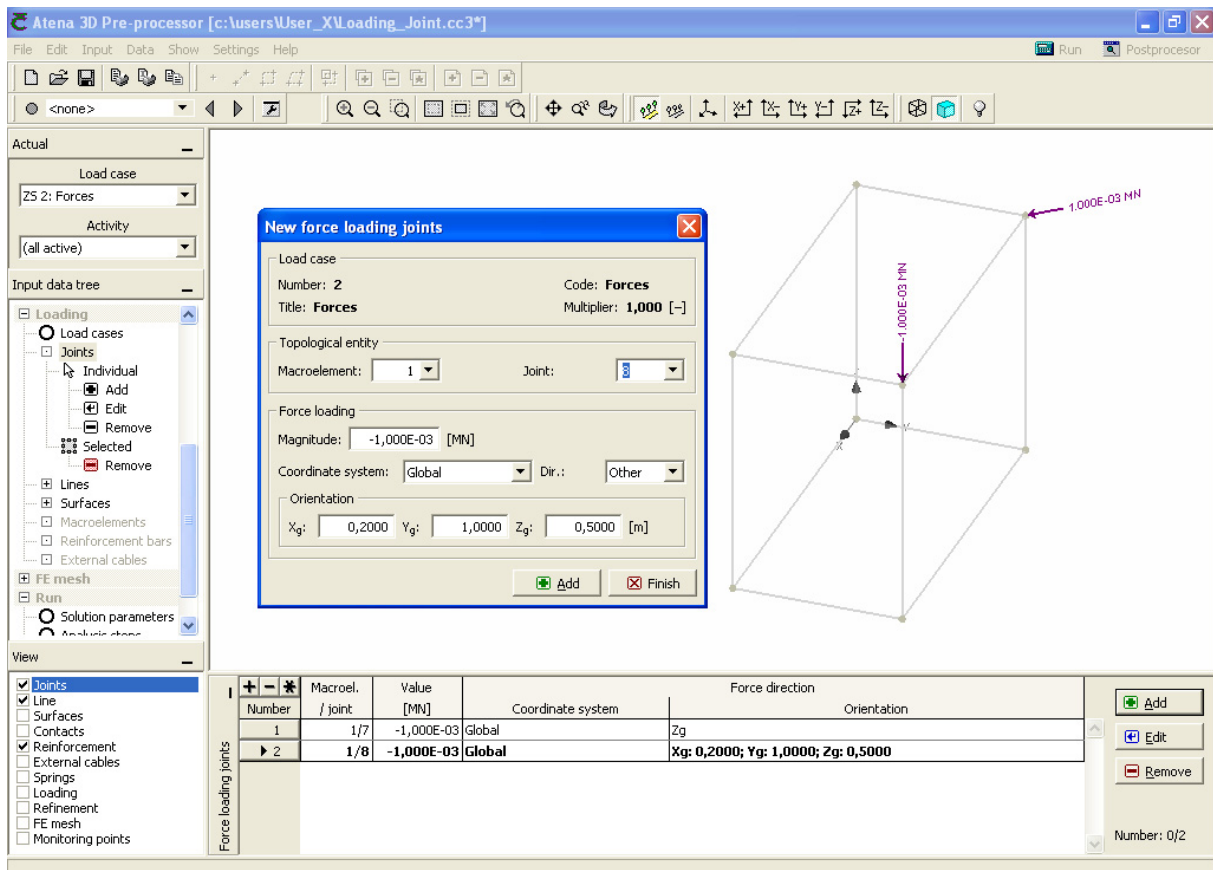 Atena 3D Pre-processor [c:\users\User_X\Loading_Joint.cc3*]
File Edit Input Data Show Settings Help
Run Postprocesor
<none>
Actual
Load case
ZS 2: Forces
Activity
(all active)
Input data tree
Loading
Load cases
Joints
Individual
Add
Edit
Remove
Selected
Remove
Lines
Surfaces
Macroelements
Reinforcement bars
External cables
FE mesh
Run
Solution parameters
Analysis steps
View
Joints
Line
Surfaces
Contacts
Reinforcement
External cables
Springs
Loading
Refinement
FE mesh
Monitoring points
New force loading joints
Load case
Number: 2 Code: Forces
Title: Forces Multiplier: 1,000 [-]
Topological entity
Macroelement: 1 Joint: 8
Force loading
Magnitude: -1,000E-03 [MN]
Coordinate system: Global Dir.: Other
Orientation
Xg: 0,2000 Yg: 1,0000 Zg: 0,5000 [m]
Add Finish
1.000E-03 MN
-1.000E-03 MN
X
Y
Force loading joints
Macroel. Value Force direction
Number / joint [MN] Coordinate system Orientation
1 1/7 -1,000E-03 Global Zg
2 1/8 -1,000E-03 Global Xg: 0,2000; Yg: 1,0000; Zg: 0,5000
Add
Edit
Remove
Number: 0/2